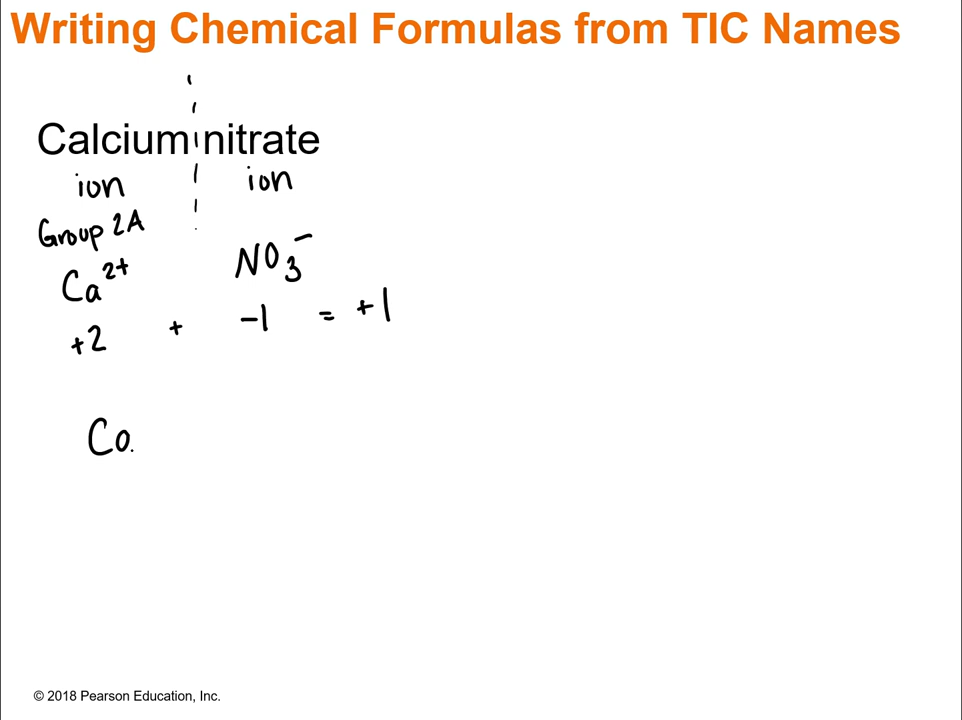 Writing Chemical Formulas from TIC Names
Calcium nitrate
ion ion
Group 2A
Ca²⁺ NO₃⁻
+2 + -1 = +1
Co
© 2018 Pearson Education, Inc.